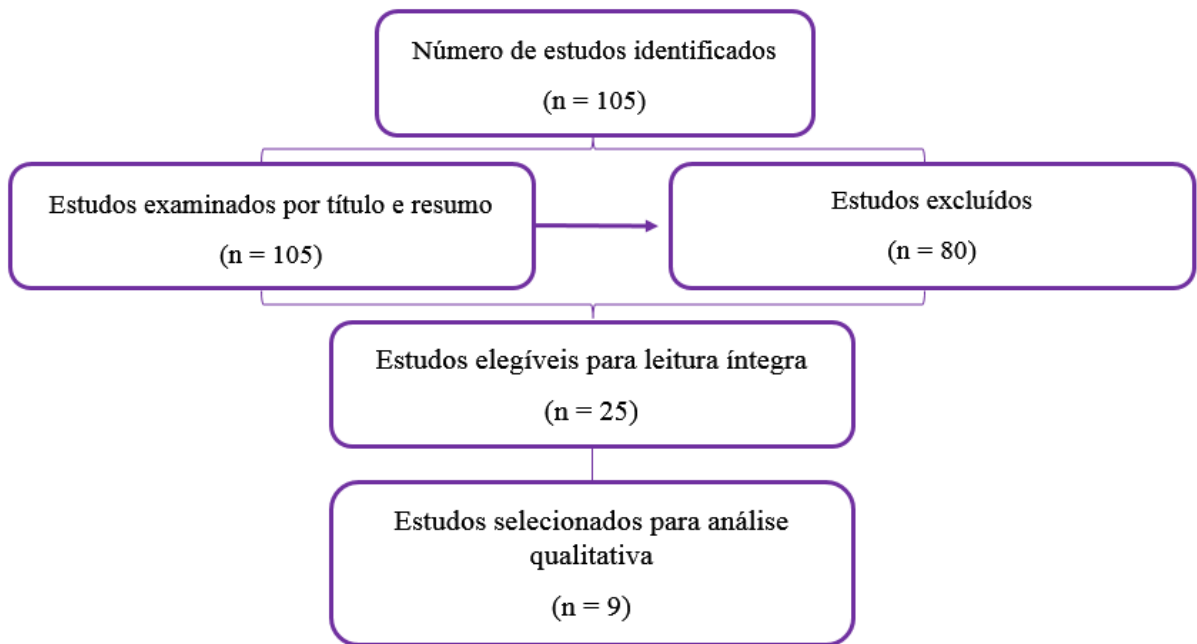 Número de estudos identificados
(n = 105)
Estudos examinados por título e resumo
(n = 105)
Estudos excluídos
(n = 80)
Estudos elegíveis para leitura íntegra
(n = 25)
Estudos selecionados para análise
qualitativa
(n = 9)